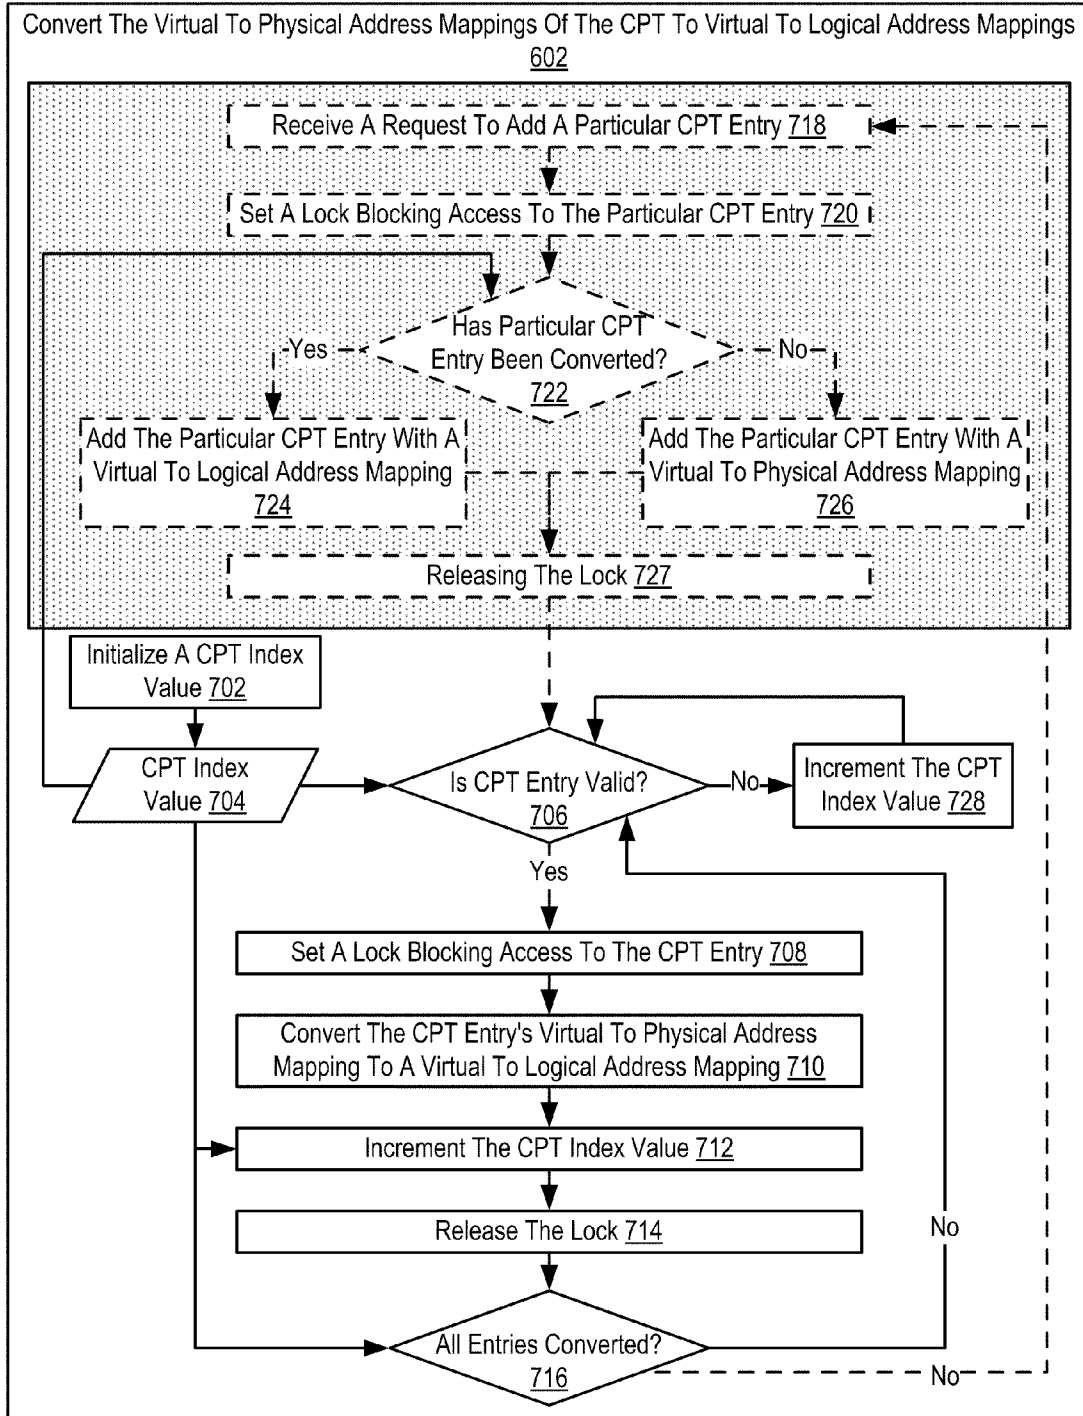 Convert The Virtual To Physical Address Mappings Of The CPT To Virtual To Logical Address Mappings
602
Receive A Request To Add A Particular CPT Entry 718
Set A Lock Blocking Access To The Particular CPT Entry 720
Has Particular CPT
Entry Been Converted?
722
Yes
No
Add The Particular CPT Entry With A
Virtual To Logical Address Mapping
724
Add The Particular CPT Entry With A
Virtual To Physical Address Mapping
726
Releasing The Lock 727
Initialize A CPT Index
Value 702
CPT Index
Value 704
Is CPT Entry Valid?
706
No
Increment The CPT
Index Value 728
Yes
Set A Lock Blocking Access To The CPT Entry 708
Convert The CPT Entry's Virtual To Physical Address
Mapping To A Virtual To Logical Address Mapping 710
Increment The CPT Index Value 712
Release The Lock 714
No
All Entries Converted?
716
No